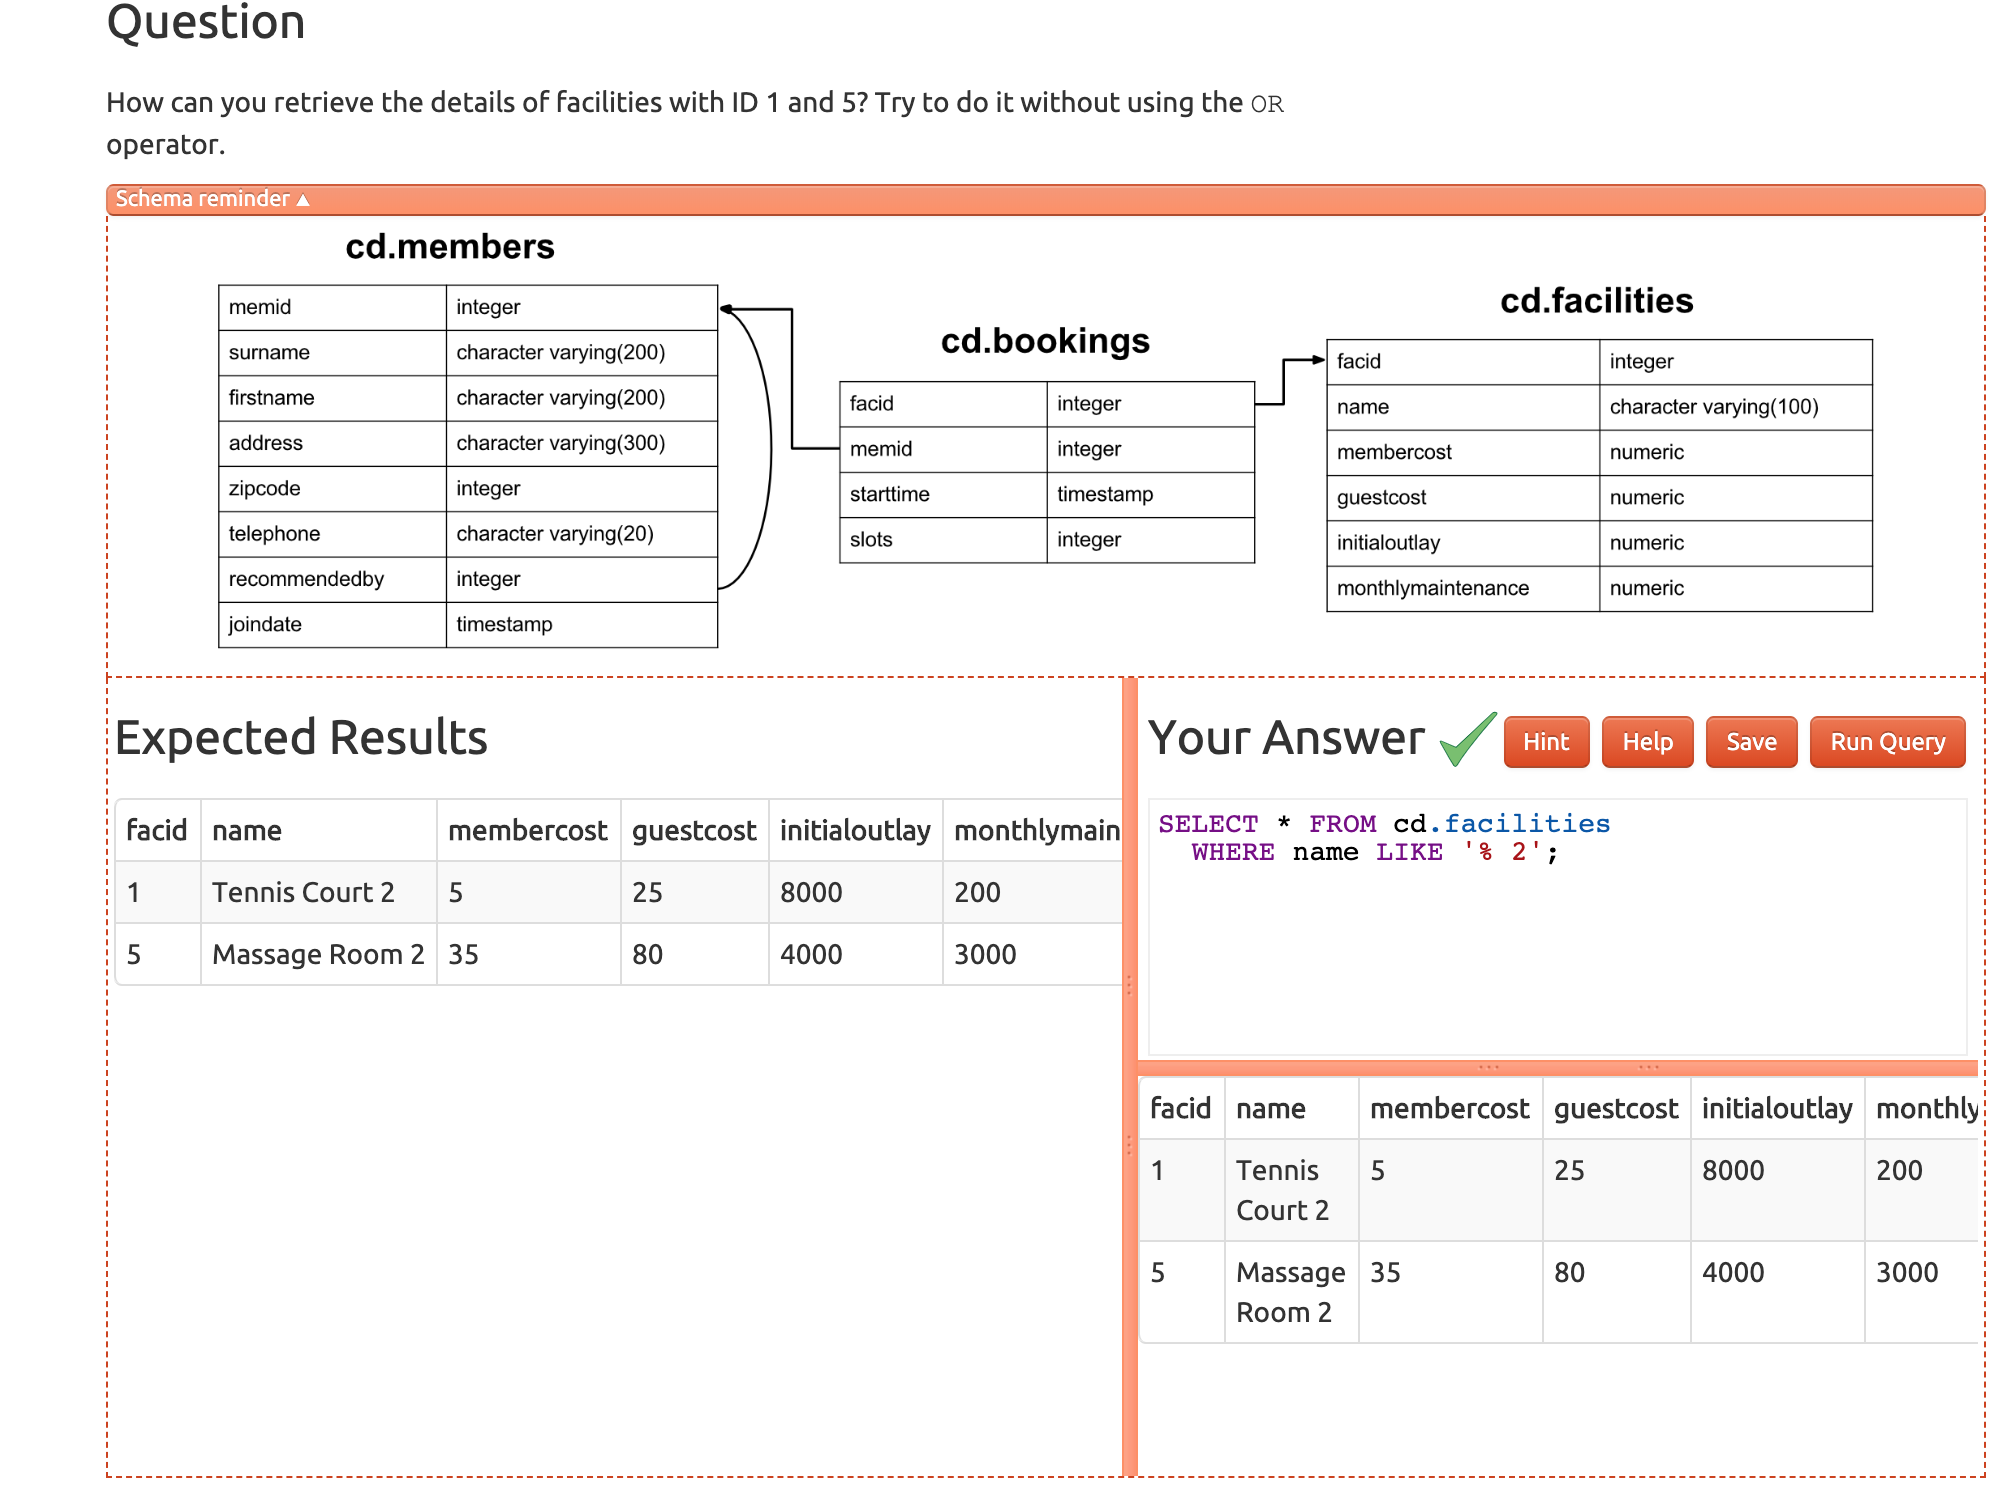 Question
How can you retrieve the details of facilities with ID 1 and 5? Try to do it without using the OR
operator.
Schema reminder ▲
cd.members
memid integer
surname character varying(200)
firstname character varying(200)
address character varying(300)
zipcode integer
telephone character varying(20)
recommendedby integer
joindate timestamp
cd.bookings
facid integer
memid integer
starttime timestamp
slots integer
cd.facilities
facid integer
name character varying(100)
membercost numeric
guestcost numeric
initialoutlay numeric
monthlymaintenance numeric
Expected Results
facid name membercost guestcost initialoutlay monthlymain
1 Tennis Court 2 5 25 8000 200
5 Massage Room 2 35 80 4000 3000
Your Answer Hint Help Save Run Query
SELECT * FROM cd.facilities
WHERE name LIKE '% 2';
facid name membercost guestcost initialoutlay monthly
1 Tennis 5 25 8000 200
Court 2
5 Massage 35 80 4000 3000
Room 2